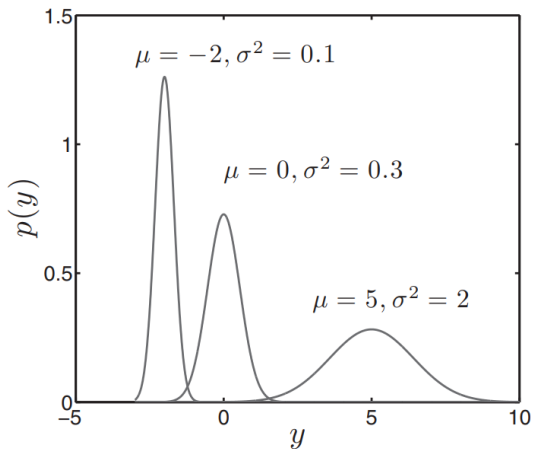 1.5
μ = −2, σ² = 0.1
1
μ = 0, σ² = 0.3
p(y)
0.5
μ = 5, σ² = 2
0
−5 0 5 10
y